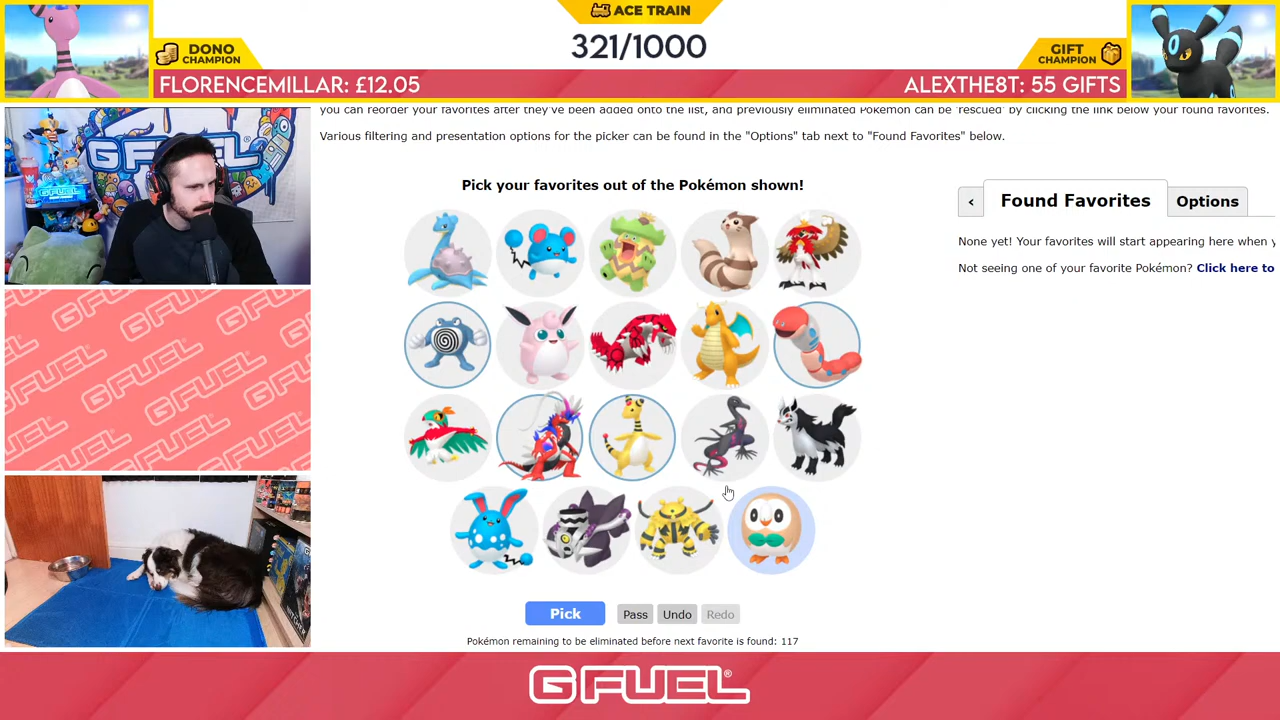 ACE TRAIN
321/1000
DONO
CHAMPION
GIFT
CHAMPION
FLORENCEMILLAR: £12.05
ALEXTHE8T: 55 GIFTS
you can reorder your favorites after they've been added onto the list, and previously eliminated Pokémon can be 'rescued' by clicking the link below your found favorites.
Various filtering and presentation options for the picker can be found in the "Options" tab next to "Found Favorites" below.
Pick your favorites out of the Pokémon shown!
< Found Favorites Options
None yet! Your favorites will start appearing here when y
Not seeing one of your favorite Pokémon? Click here to
G FUEL
G FUEL
Pick Pass Undo Redo
Pokémon remaining to be eliminated before next favorite is found: 117
G FUEL®